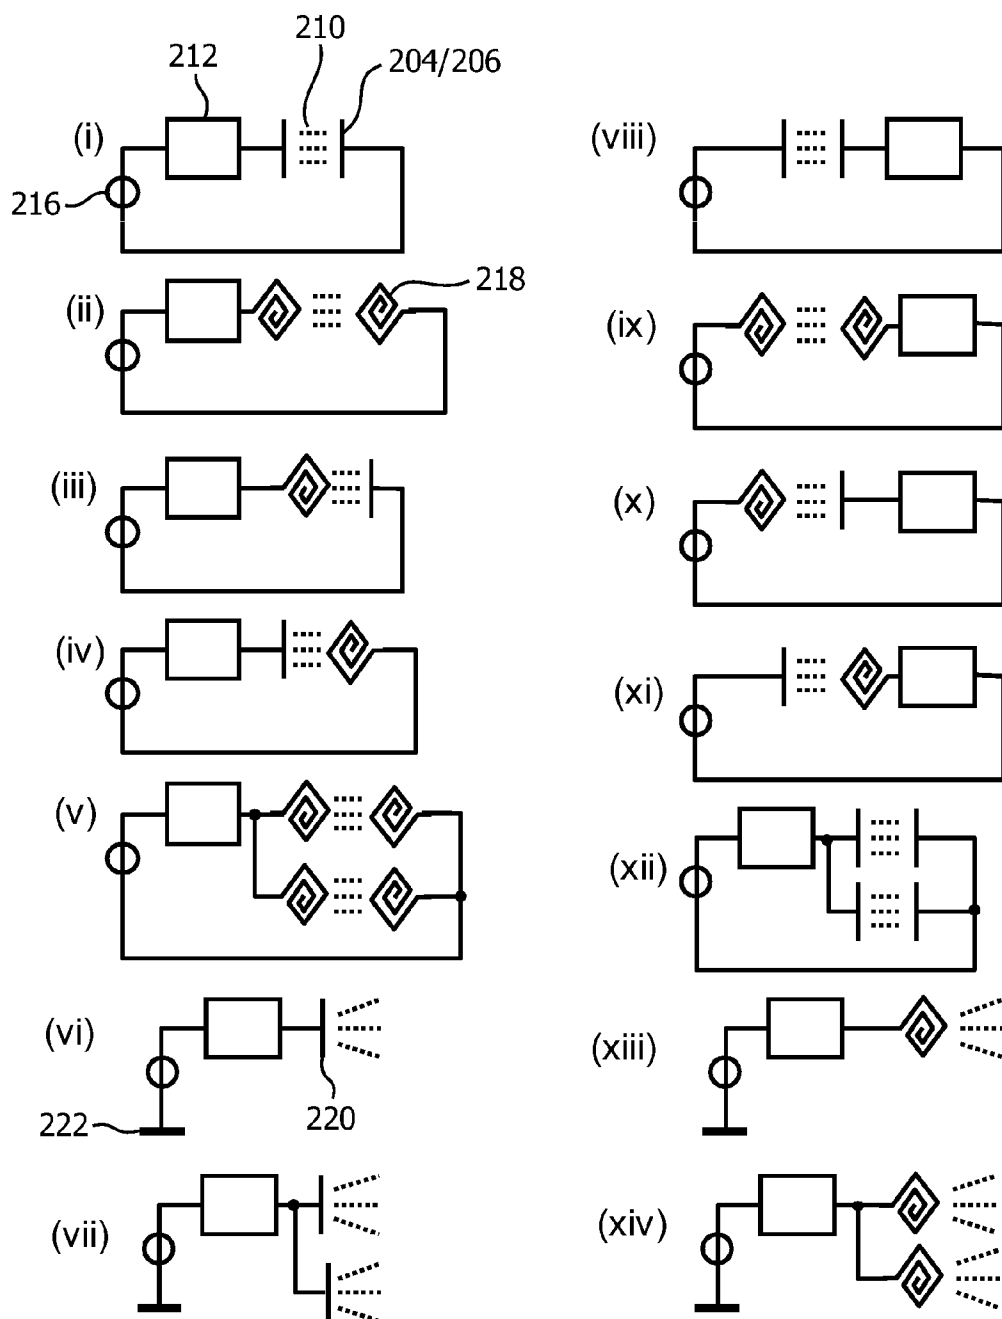 212
210
204/206
(i)
216
(viii)
(ii)
218
(ix)
(iii)
(x)
(iv)
(xi)
(v)
(xii)
(vi)
220
222
(xiii)
(vii)
(xiv)